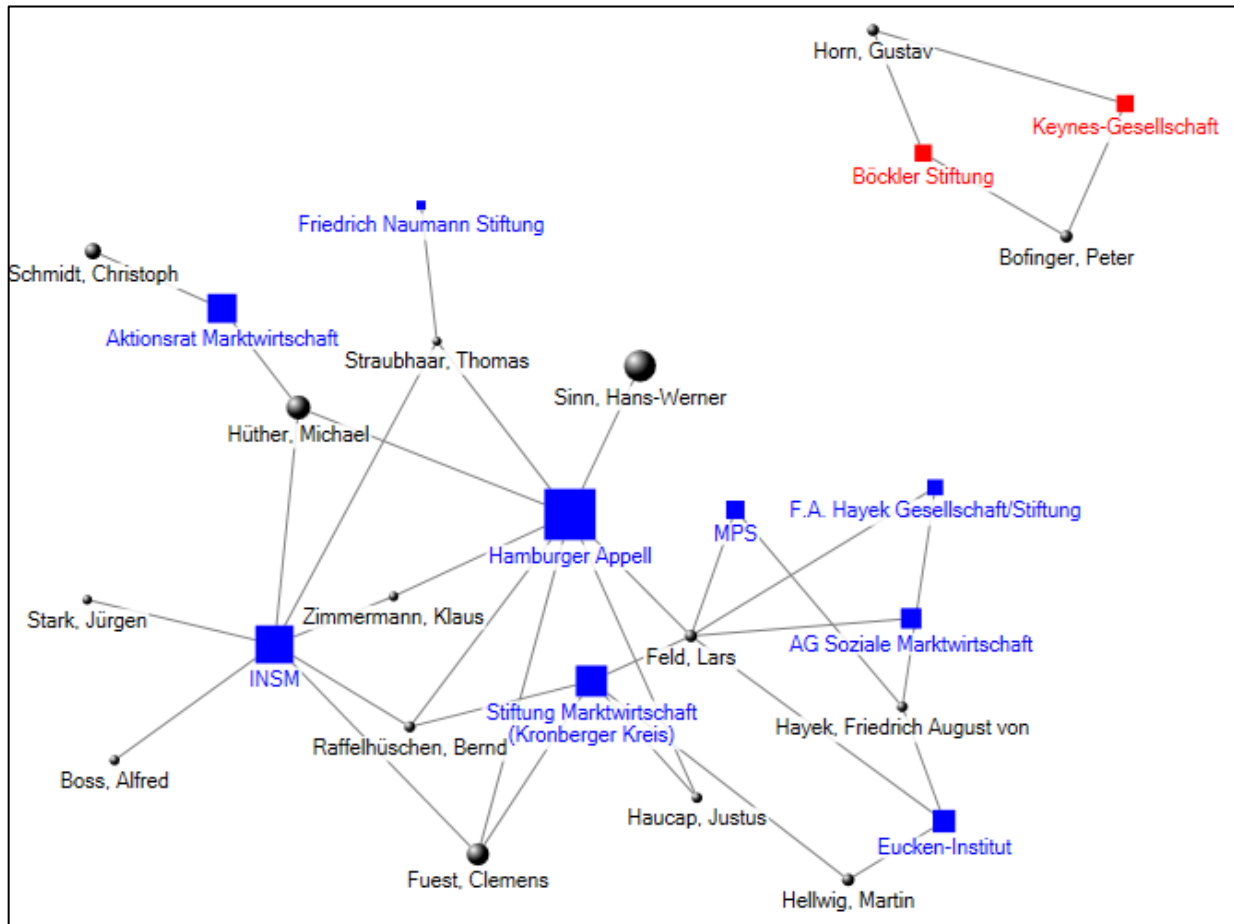 Horn, Gustav
Keynes-Gesellschaft
Böckler Stiftung
Friedrich Naumann Stiftung
Bofinger, Peter
Schmidt, Christoph
Aktionsrat Marktwirtschaft
Straubhaar, Thomas
Sinn, Hans-Werner
Hüther, Michael
F.A. Hayek Gesellschaft/Stiftung
MPS
Hamburger Appell
Stark, Jürgen
Zimmermann, Klaus
AG Soziale Marktwirtschaft
Feld, Lars
INSM
Stiftung Marktwirtschaft
(Kronberger Kreis)
Hayek, Friedrich August von
Raffelhüschen, Bernd
Boss, Alfred
Haucap, Justus
Eucken-Institut
Fuest, Clemens
Hellwig, Martin